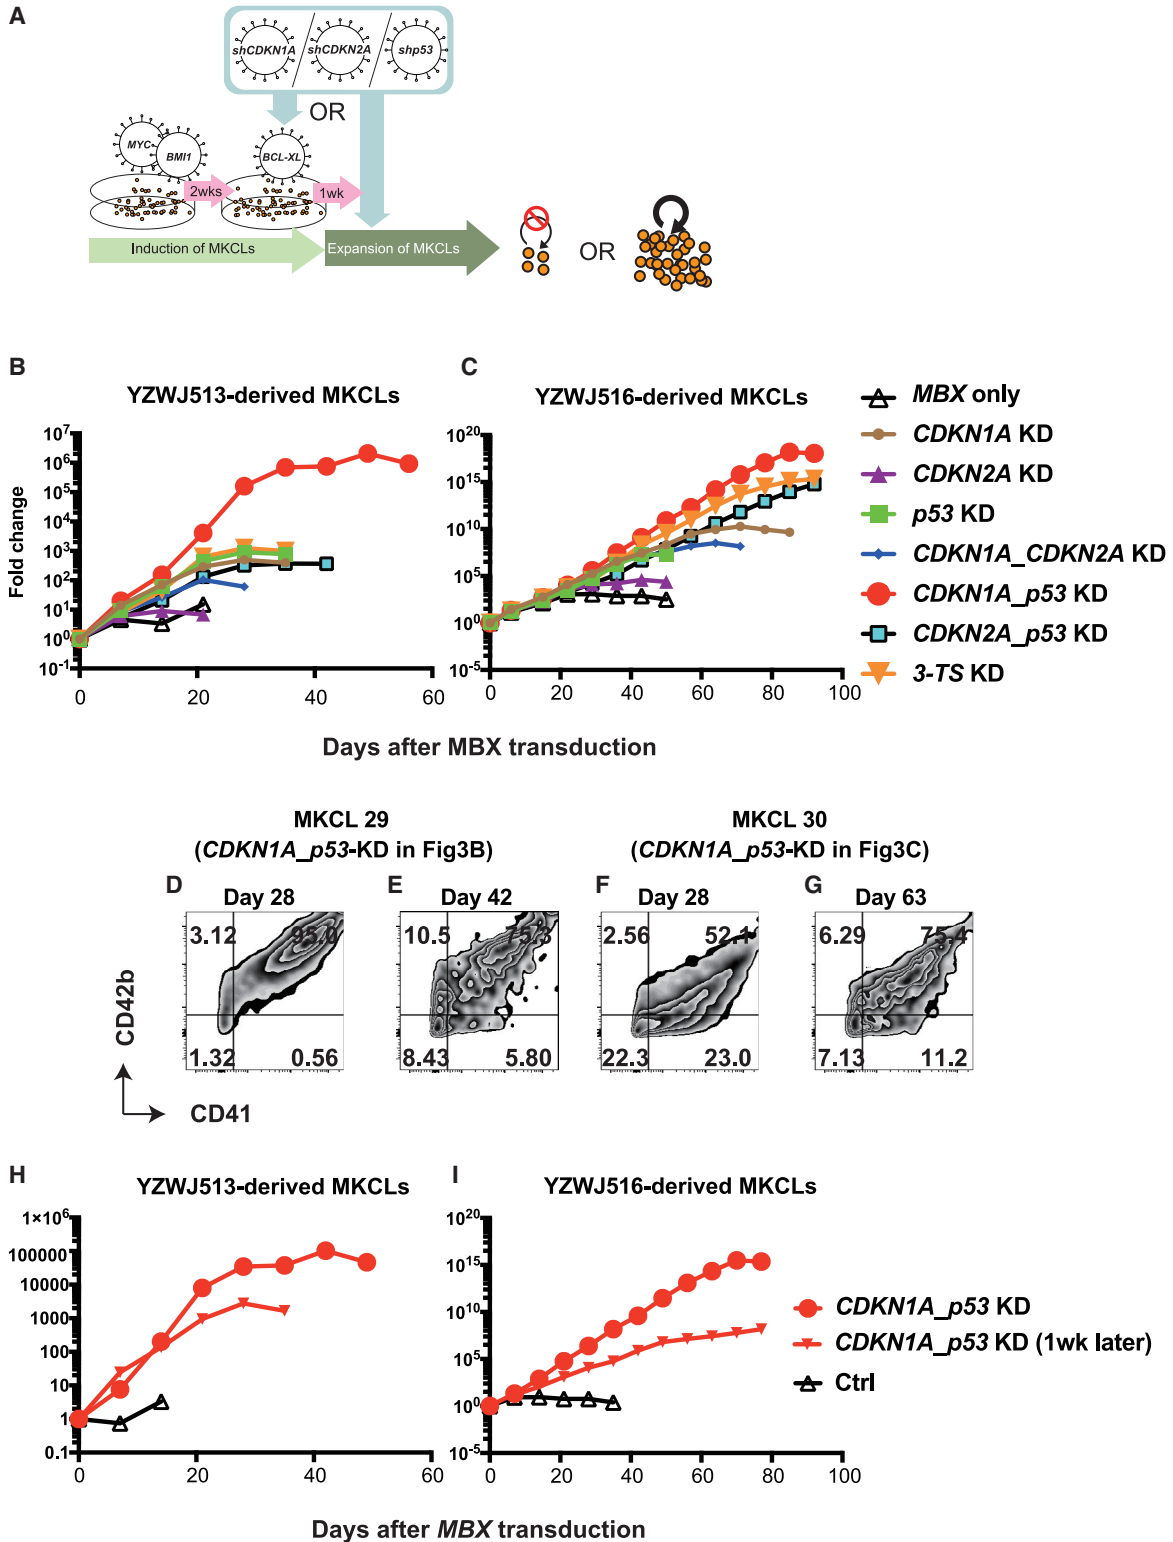 A
shCDKN1A
shCDKN2A
shp53
OR
MYC
BMI1
BCL-XL
2wks
1wk
Induction of MKCLs
Expansion of MKCLs
OR
B
YZWJ513-derived MKCLs
Fold change
10^7
10^6
10^5
10^4
10^3
10^2
10^1
10^0
10^-1
0
20
40
60
C
YZWJ516-derived MKCLs
10^20
10^15
10^10
10^5
10^0
10^-5
0
20
40
60
80
100
MBX only
CDKN1A KD
CDKN2A KD
p53 KD
CDKN1A_CDKN2A KD
CDKN1A_p53 KD
CDKN2A_p53 KD
3-TS KD
Days after MBX transduction
MKCL 29
(CDKN1A_p53-KD in Fig3B)
MKCL 30
(CDKN1A_p53-KD in Fig3C)
D
Day 28
3.12
95.0
1.32
0.56
E
Day 42
10.5
75.3
8.43
5.80
F
Day 28
2.56
52.1
22.3
23.0
G
Day 63
6.29
75.4
7.13
11.2
CD42b
CD41
H
YZWJ513-derived MKCLs
1×10^6
100000
10000
1000
100
10
1
0.1
0
20
40
60
I
YZWJ516-derived MKCLs
10^20
10^15
10^10
10^5
10^0
10^-5
0
20
40
60
80
100
CDKN1A_p53 KD
CDKN1A_p53 KD (1wk later)
Ctrl
Days after MBX transduction